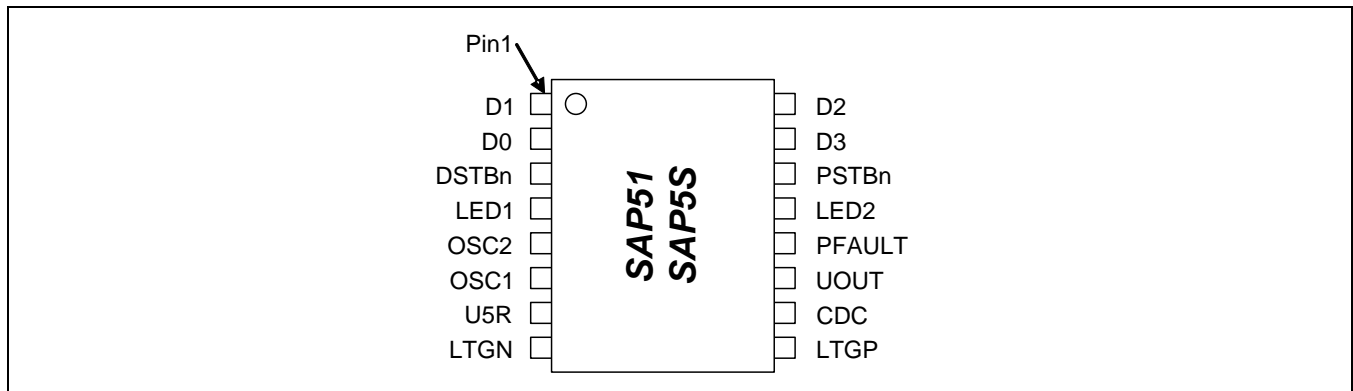 Pin1
D1
D0
DSTBn
LED1
OSC2
OSC1
U5R
LTGN
SAP51
SAP5S
D2
D3
PSTBn
LED2
PFAULT
UOUT
CDC
LTGP